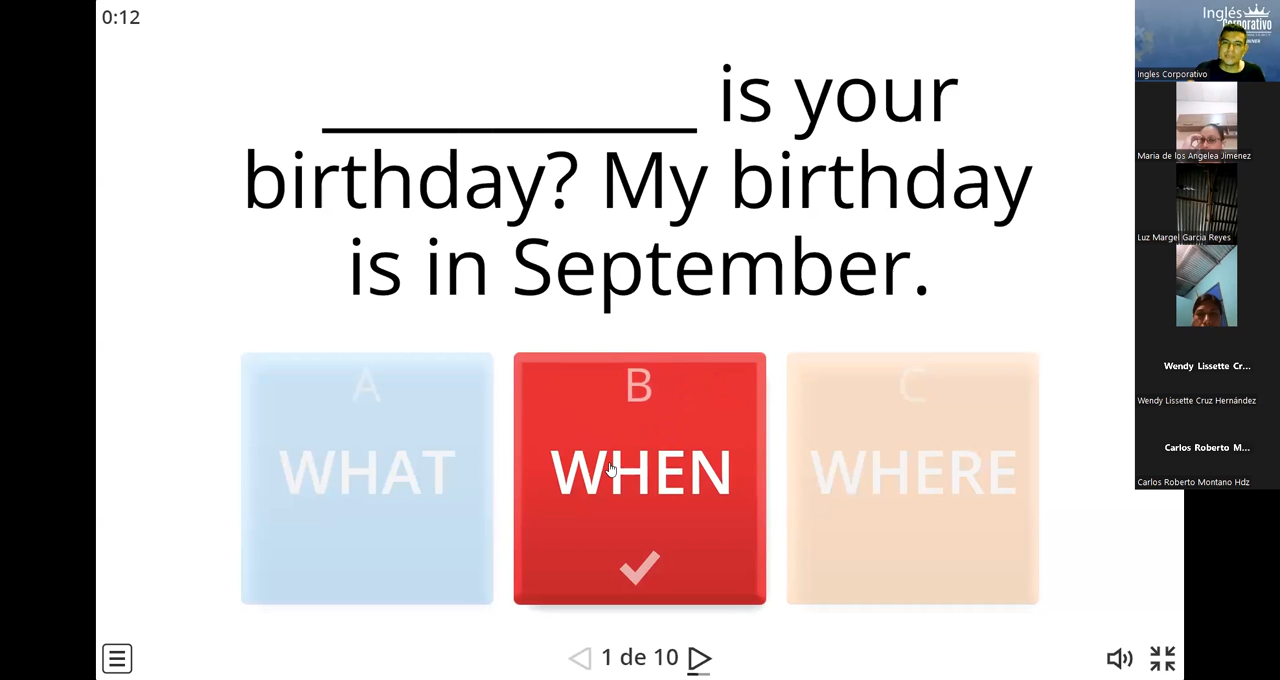 0:12
____________ is your
birthday? My birthday
is in September.
A
WHAT
B
WHEN
C
WHERE
1 de 10
Inglés
Corporativo
Ingles Corporativo
Maria de los Angelea Jimenez
Luz Margel Garcia Reyes
Wendy Lissette Cr...
Wendy Lissette Cruz Hernández
Carlos Roberto M...
Carlos Roberto Montano Hdz